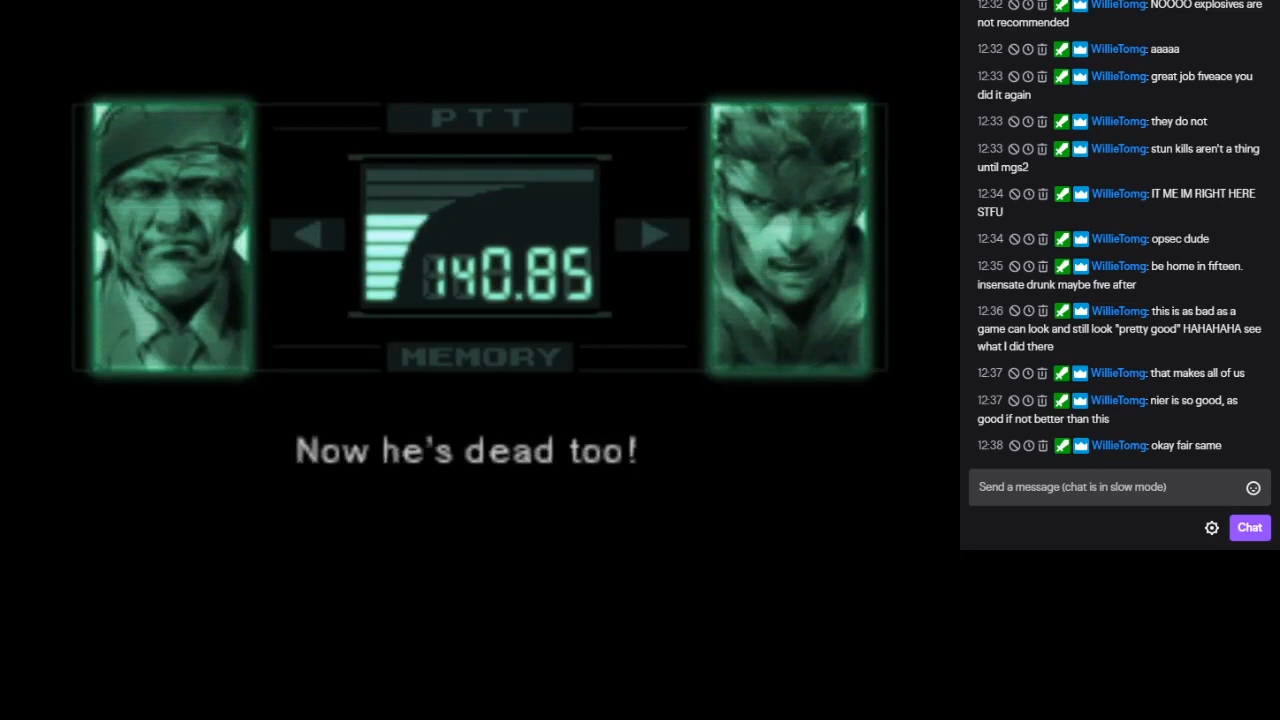 PTT
140.85
MEMORY
Now he's dead too!
12:32 WillieTomg: NOOOO explosives are
not recommended
12:32 WillieTomg: aaaaa
12:33 WillieTomg: great job fiveace you
did it again
12:33 WillieTomg: they do not
12:33 WillieTomg: stun kills aren't a thing
until mgs2
12:34 WillieTomg: IT ME IM RIGHT HERE
STFU
12:34 WillieTomg: opsec dude
12:35 WillieTomg: be home in fifteen.
insensate drunk maybe five after
12:36 WillieTomg: this is as bad as a
game can look and still look "pretty good" HAHAHAHA see
what I did there
12:37 WillieTomg: that makes all of us
12:37 WillieTomg: nier is so good, as
good if not better than this
12:38 WillieTomg: okay fair same
Send a message (chat is in slow mode)
Chat